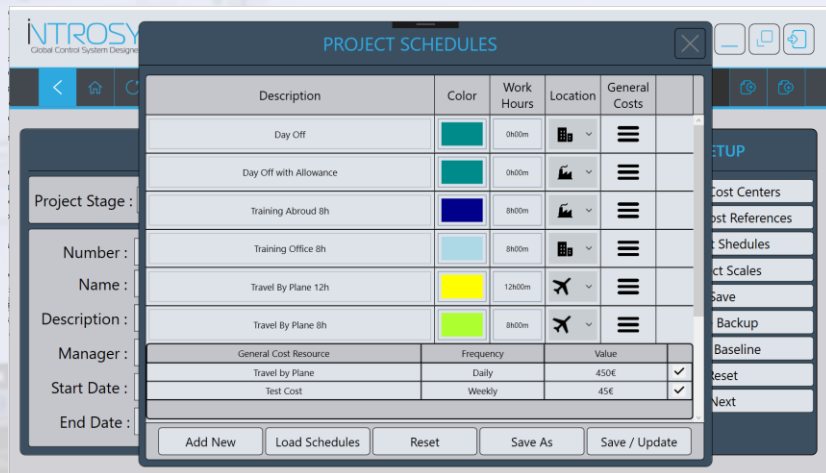 iNTROSY
Global Control System Designe
PROJECT SCHEDULES
Description Color Work Hours Location General Costs
Day Off 0h00m
Day Off with Allowance 0h00m
Training Abroud 8h 8h00m
Training Office 8h 8h00m
Travel By Plane 12h 12h00m
Travel By Plane 8h 8h00m
General Cost Resource Frequency Value
Travel by Plane Daily 450€
Test Cost Weekly 45€
Add New Load Schedules Reset Save As Save / Update
Project Stage :
Number :
Name :
Description :
Manager :
Start Date :
End Date :
ETUP
Cost Centers
ost References
t Shedules
ct Scales
Save
Backup
Baseline
Reset
Next